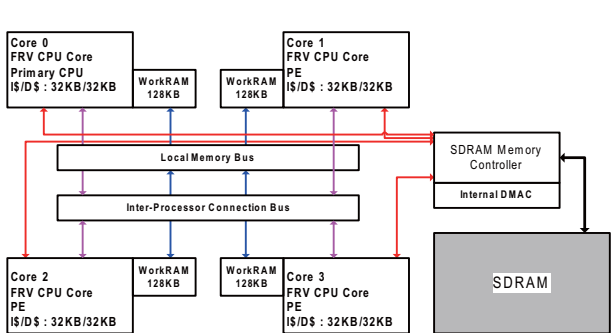 Core 0
FRV CPU Core
Primary CPU
I$/D$ : 32KB/32KB
WorkRAM
128KB
WorkRAM
128KB
Core 1
FRV CPU Core
PE
I$/D$ : 32KB/32KB
Local Memory Bus
Inter-Processor Connection Bus
SDRAM Memory
Controller
Internal DMAC
Core 2
FRV CPU Core
PE
I$/D$ : 32KB/32KB
WorkRAM
128KB
WorkRAM
128KB
Core 3
FRV CPU Core
PE
I$/D$ : 32KB/32KB
SDRAM